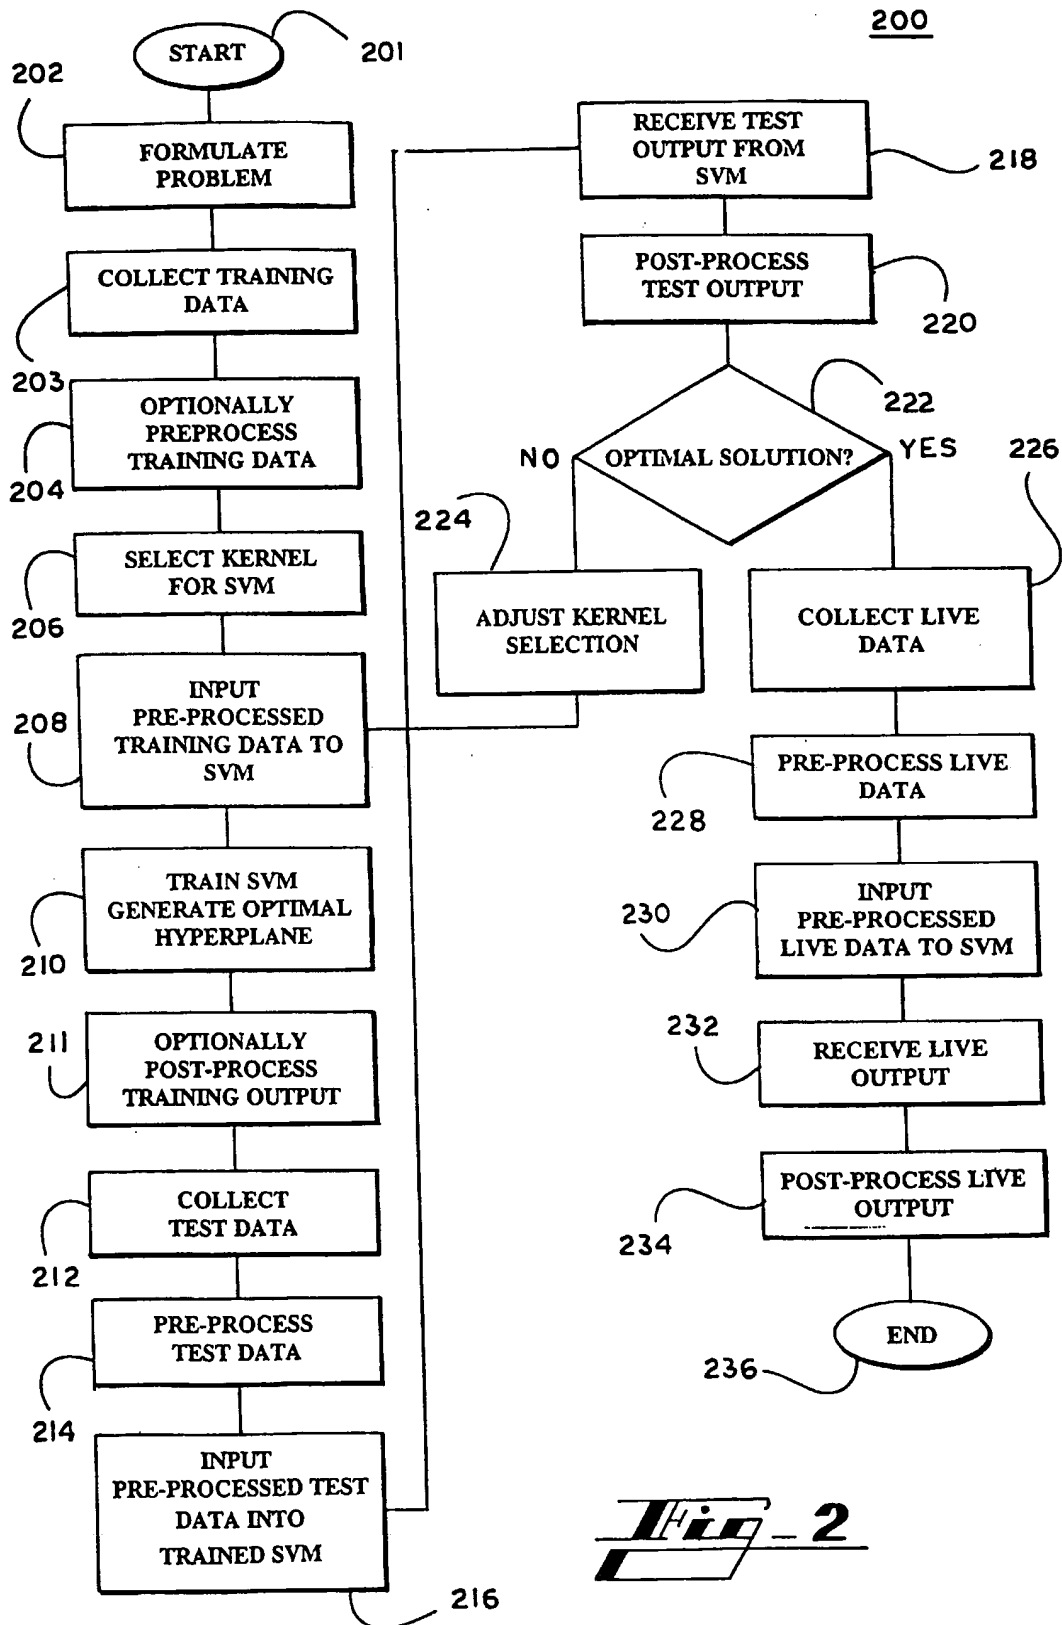 200
START
201
202
FORMULATE
PROBLEM
COLLECT TRAINING
DATA
203
OPTIONALLY
PREPROCESS
TRAINING DATA
204
SELECT KERNEL
FOR SVM
206
INPUT
PRE-PROCESSED
TRAINING DATA TO
SVM
208
TRAIN SVM
GENERATE OPTIMAL
HYPERPLANE
210
211
OPTIONALLY
POST-PROCESS
TRAINING OUTPUT
COLLECT
TEST DATA
212
PRE-PROCESS
TEST DATA
214
INPUT
PRE-PROCESSED TEST
DATA INTO
TRAINED SVM
216
RECEIVE TEST
OUTPUT FROM
SVM
218
POST-PROCESS
TEST OUTPUT
220
222
NO
OPTIMAL SOLUTION?
YES
224
ADJUST KERNEL
SELECTION
226
COLLECT LIVE
DATA
PRE-PROCESS LIVE
DATA
228
INPUT
PRE-PROCESSED
LIVE DATA TO SVM
230
232
RECEIVE LIVE
OUTPUT
POST-PROCESS LIVE
OUTPUT
234
END
236
Fig_2